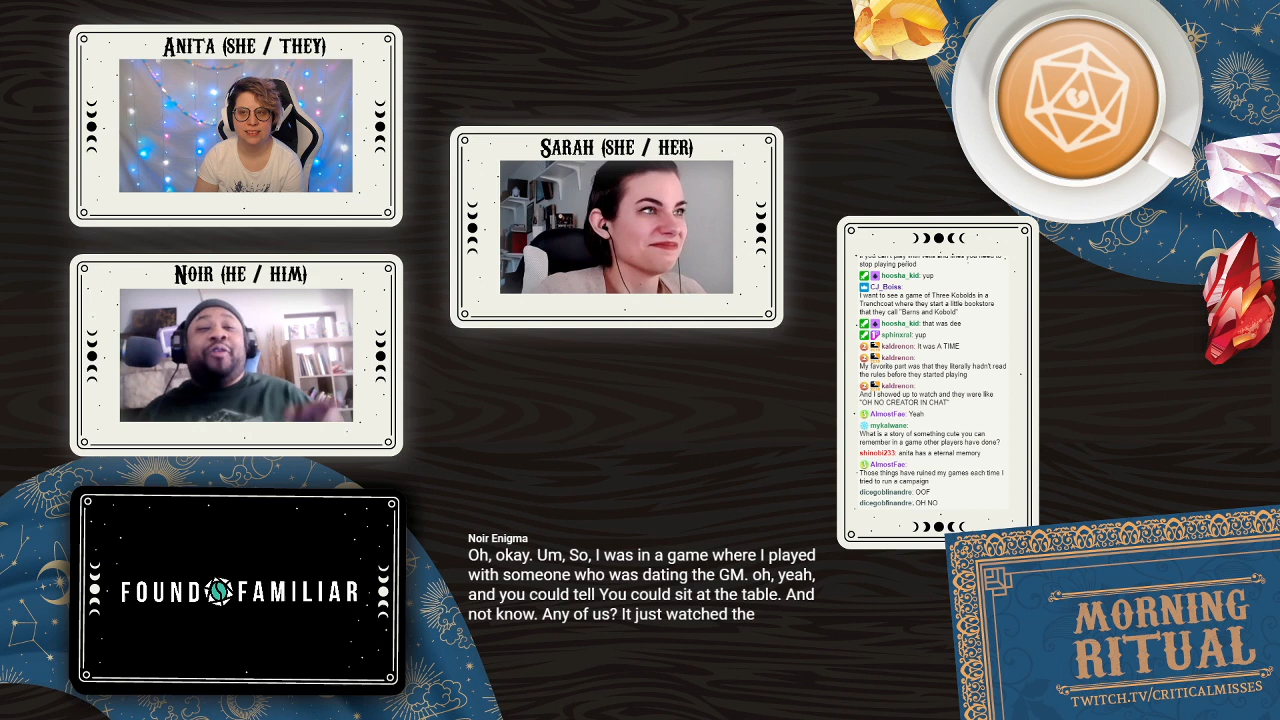 ANITA (SHE / THEY)
SARAH (SHE / HER)
NOIR (HE / HIM)
FOUND FAMILIAR
stop playing period
hoosha_kid: yup
CJ_Boiss:
I want to see a game of Three Kobolds in a
Trenchcoat where they start a little bookstore
that they call "Barns and Kobold"
hoosha_kid: that was dee
sphinxral: yup
kaldrenon: It was A TIME
kaldrenon:
My favorite part was that they literally hadn't read
the rules before they started playing
kaldrenon:
And I showed up to watch and they were like
"OH NO CREATOR IN CHAT"
AlmostFae: Yeah
mykalwane:
What is a story of something cute you can
remember in a game other players have done?
shinobi233: anita has a eternal memory
AlmostFae:
Those things have ruined my games each time I
tried to run a campaign
dicegoblinandre: OOF
dicegoblinandre: OH NO
Noir Enigma
Oh, okay. Um, So, I was in a game where I played
with someone who was dating the GM. oh, yeah,
and you could tell You could sit at the table. And
not know. Any of us? It just watched the
MORNING
RITUAL
TWITCH.TV/CRITICALMISSES